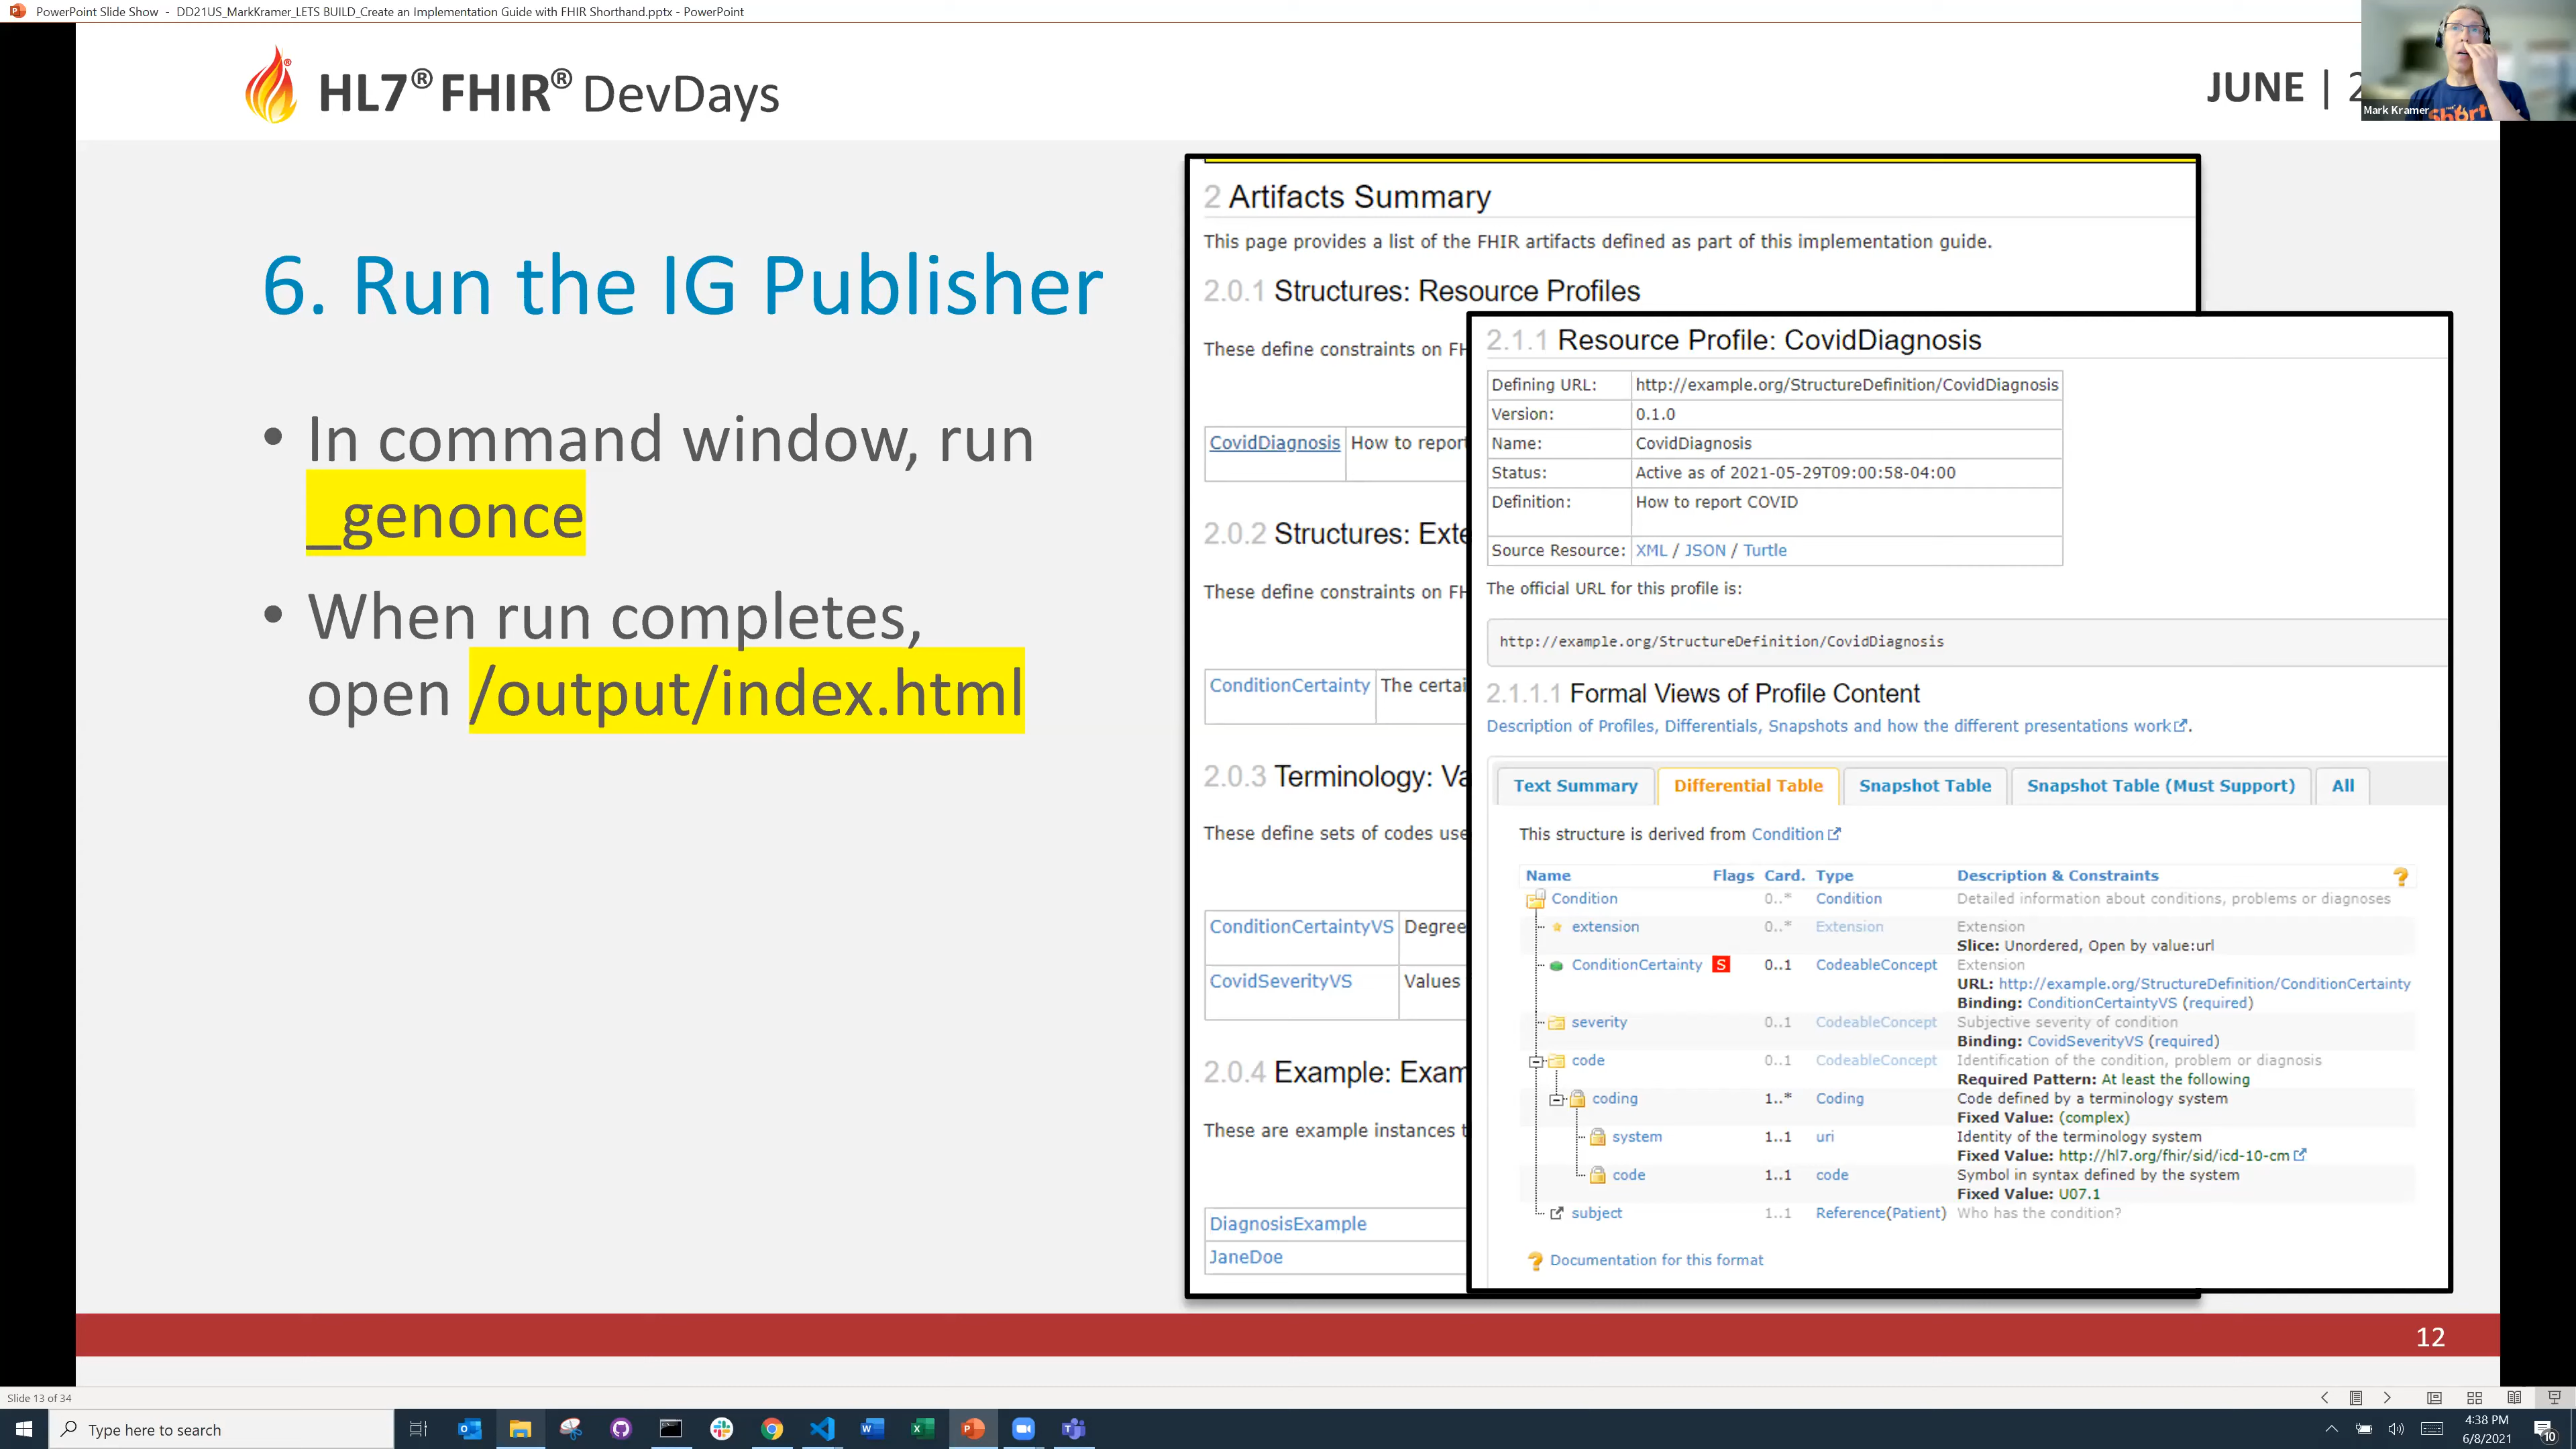 PowerPoint Slide Show - DD21US_MarkKramer_LETS BUILD_Create an Implementation Guide with FHIR Shorthand.pptx - PowerPoint
HL7® FHIR® DevDays
JUNE | 2
Mark Kramer
6. Run the IG Publisher
• In command window, run
_genonce
• When run completes,
open /output/index.html
2 Artifacts Summary
This page provides a list of the FHIR artifacts defined as part of this implementation guide.
2.0.1 Structures: Resource Profiles
These define constraints on FH
CovidDiagnosis How to report
2.0.2 Structures: Exte
These define constraints on FH
ConditionCertainty The certai
2.0.3 Terminology: Va
These define sets of codes use
ConditionCertaintyVS Degree
CovidSeverityVS Values
2.0.4 Example: Exam
These are example instances t
DiagnosisExample
JaneDoe
2.1.1 Resource Profile: CovidDiagnosis
Defining URL: http://example.org/StructureDefinition/CovidDiagnosis
Version: 0.1.0
Name: CovidDiagnosis
Status: Active as of 2021-05-29T09:00:58-04:00
Definition: How to report COVID
Source Resource: XML / JSON / Turtle
The official URL for this profile is:
http://example.org/StructureDefinition/CovidDiagnosis
2.1.1.1 Formal Views of Profile Content
Description of Profiles, Differentials, Snapshots and how the different presentations work.
Text Summary Differential Table Snapshot Table Snapshot Table (Must Support) All
This structure is derived from Condition
Name Flags Card. Type Description & Constraints ?
Condition 0..* Condition Detailed information about conditions, problems or diagnoses
extension 0..* Extension Extension
Slice: Unordered, Open by value:url
ConditionCertainty S 0..1 CodeableConcept Extension
URL: http://example.org/StructureDefinition/ConditionCertainty
Binding: ConditionCertaintyVS (required)
severity 0..1 CodeableConcept Subjective severity of condition
Binding: CovidSeverityVS (required)
code 0..1 CodeableConcept Identification of the condition, problem or diagnosis
Required Pattern: At least the following
coding 1..* Coding Code defined by a terminology system
Fixed Value: (complex)
system 1..1 uri Identity of the terminology system
Fixed Value: http://hl7.org/fhir/sid/icd-10-cm
code 1..1 code Symbol in syntax defined by the system
Fixed Value: U07.1
subject 1..1 Reference(Patient) Who has the condition?
? Documentation for this format
12
Slide 13 of 34
Type here to search
4:38 PM
6/8/2021
10